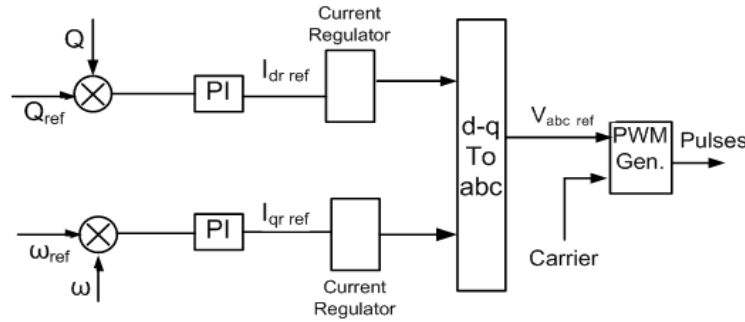 Current
Regulator
Q
PI
I_dr ref
Q_ref
d-q
To
abc
V_abc ref
PWM
Gen.
Pulses
PI
I_qr ref
ω_ref
ω
Carrier
Current
Regulator